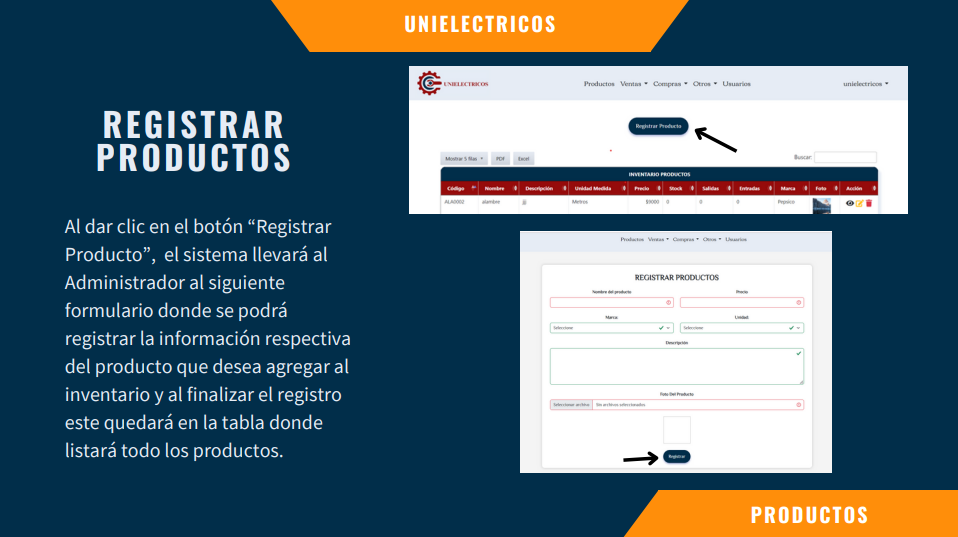 UNIELECTRICOS
REGISTRAR
PRODUCTOS
Al dar clic en el botón “Registrar
Producto”, el sistema llevará al
Administrador al siguiente
formulario donde se podrá
registrar la información respectiva
del producto que desea agregar al
inventario y al finalizar el registro
este quedará en la tabla donde
listará todo los productos.
UNIELECTRICOS
Productos Ventas Compras Otros Usuarios
unielectricos
Registrar Producto
Mostrar 5 filas PDF Excel
Buscar:
INVENTARIO PRODUCTOS
Código Nombre Descripción Unidad Medida Precio Stock Salidas Entradas Marca Foto Acción
ALA0002 alambre Metros $9000 0 0 0 Pepsico
Productos Ventas Compras Otros Usuarios
REGISTRAR PRODUCTOS
Nombre del producto Precio
Marca Unidad
Seleccione Seleccione
Descripción
Foto Del Producto
Seleccionar archivo Sin archivos seleccionados
Registrar
PRODUCTOS